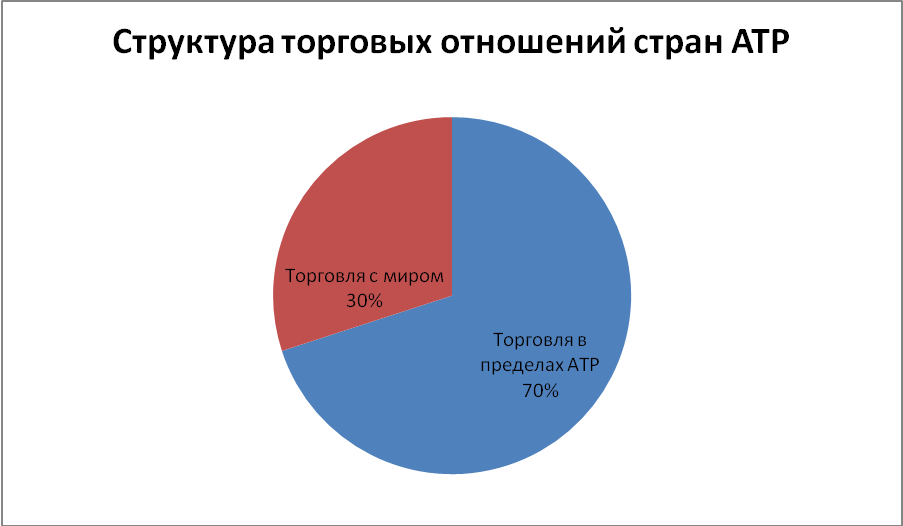 Структура торговых отношений стран АТР
Торговля с миром
30%
Торговля в
пределах АТР
70%